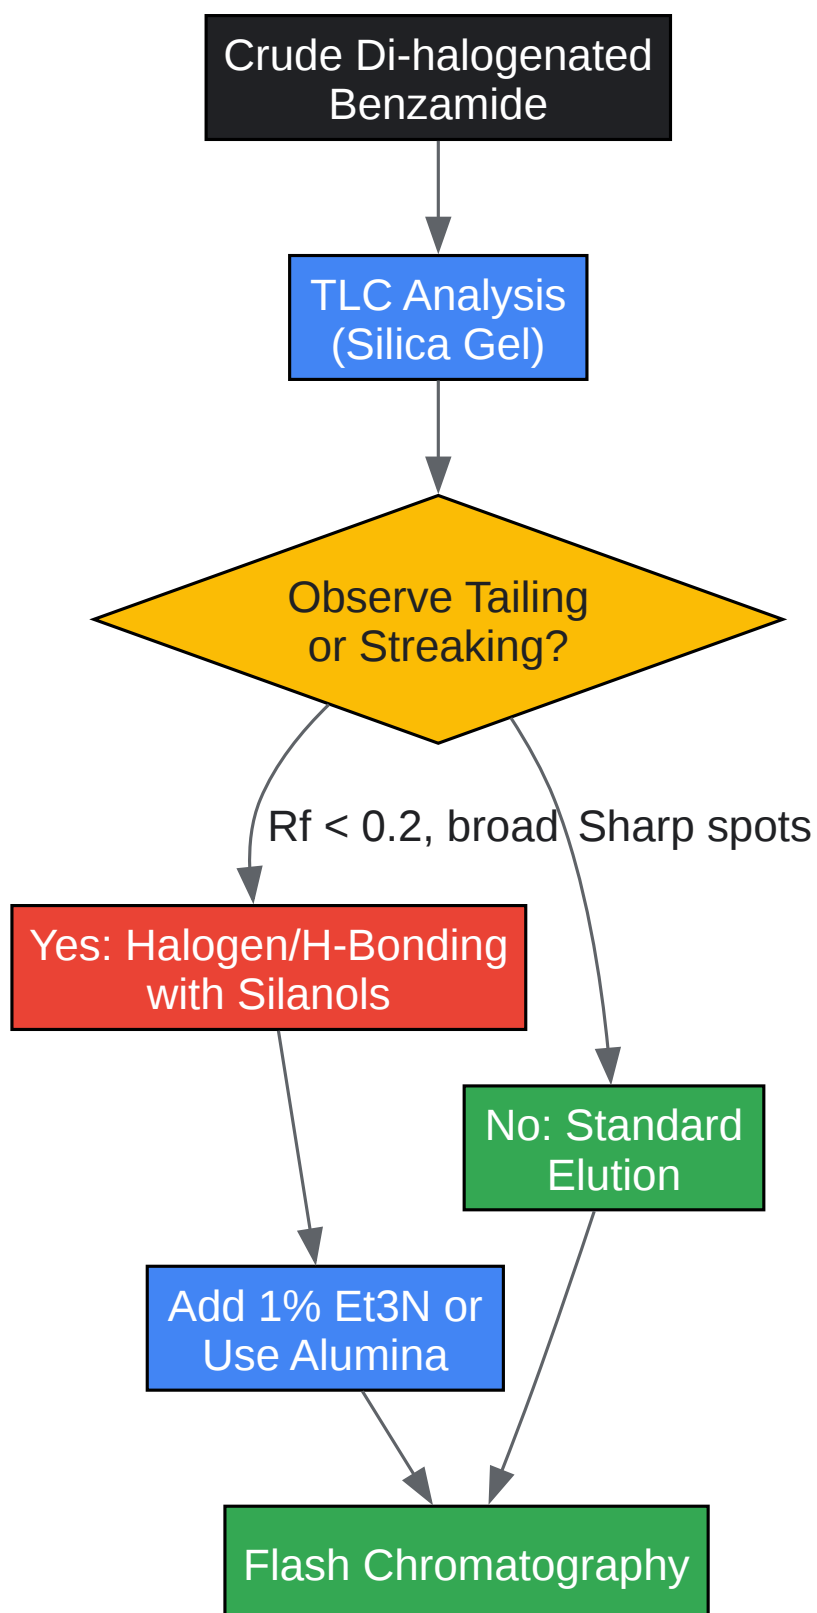 Crude Di-halogenated
Benzamide
TLC Analysis
(Silica Gel)
Observe Tailing
or Streaking?
Rf < 0.2, broad
Sharp spots
Yes: Halogen/H-Bonding
with Silanols
No: Standard
Elution
Add 1% Et3N or
Use Alumina
Flash Chromatography